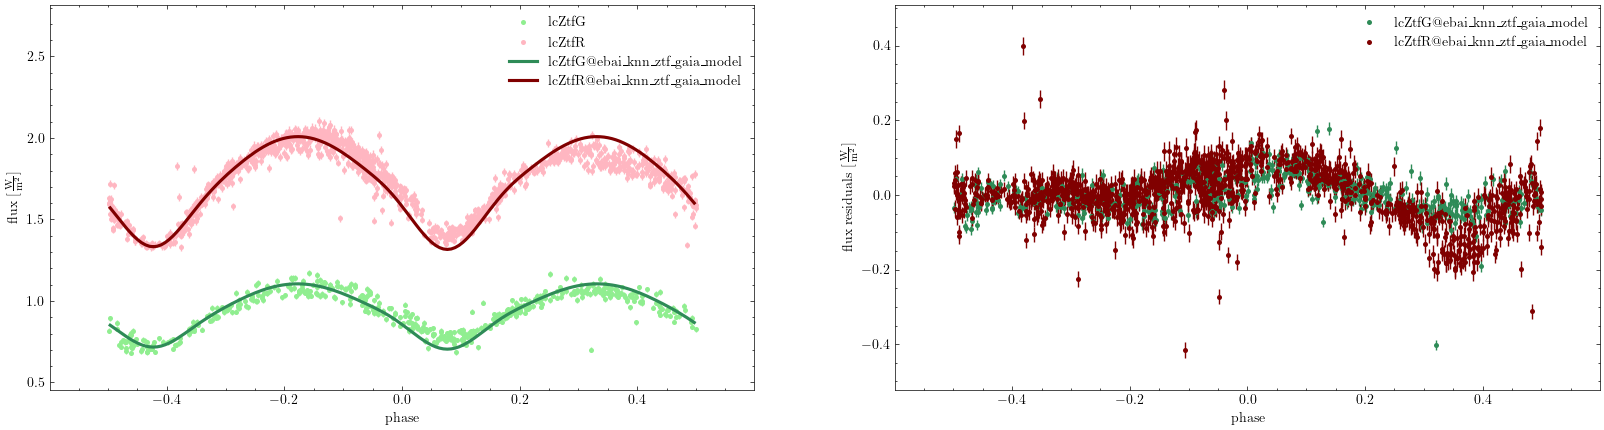 lcZtfG
lcZtfR
lcZtfG@ebai_knn_ztf_gaia_model
lcZtfR@ebai_knn_ztf_gaia_model
2.5
2.0
1.5
1.0
0.5
flux [W/m²]
−0.4 −0.2 0.0 0.2 0.4
phase
lcZtfG@ebai_knn_ztf_gaia_model
lcZtfR@ebai_knn_ztf_gaia_model
0.4
0.2
0.0
−0.2
−0.4
flux residuals [W/m²]
−0.4 −0.2 0.0 0.2 0.4
phase